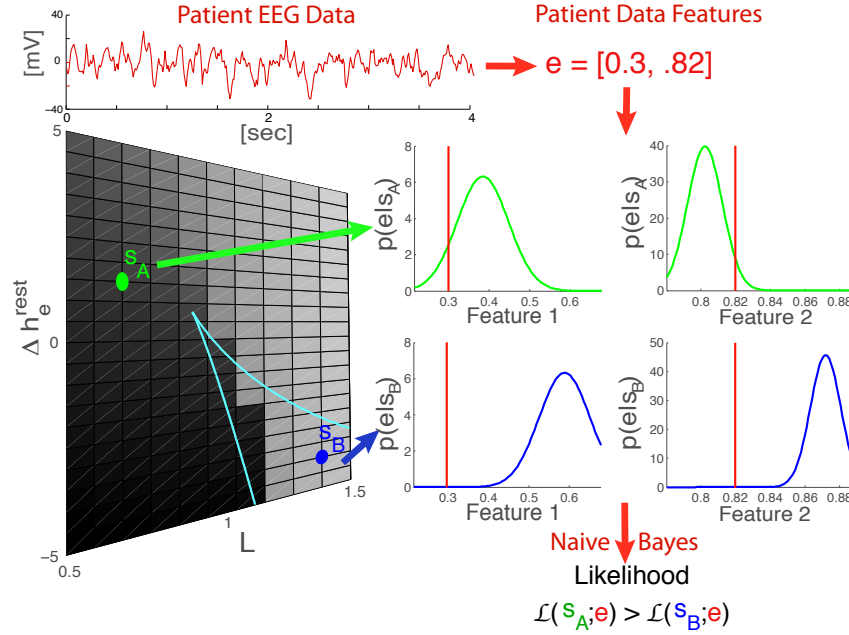 Patient EEG Data
Patient Data Features
[mV]
40
0
−40
0
2
4
[sec]
e = [0.3, .82]
5
0
−5
Δ h_e^rest
0.5
1
1.5
L
s_A
s_B
p(e|s_A)
8
6
4
2
0
0.3
0.4
0.5
0.6
Feature 1
p(e|s_A)
40
30
20
10
0
0.8
0.82
0.84
0.86
0.88
Feature 2
p(e|s_B)
8
6
4
2
0
0.3
0.4
0.5
0.6
Feature 1
p(e|s_B)
50
40
30
20
10
0
0.8
0.82
0.84
0.86
0.88
Feature 2
Naive Bayes
Likelihood
ℒ(s_A;e) > ℒ(s_B;e)